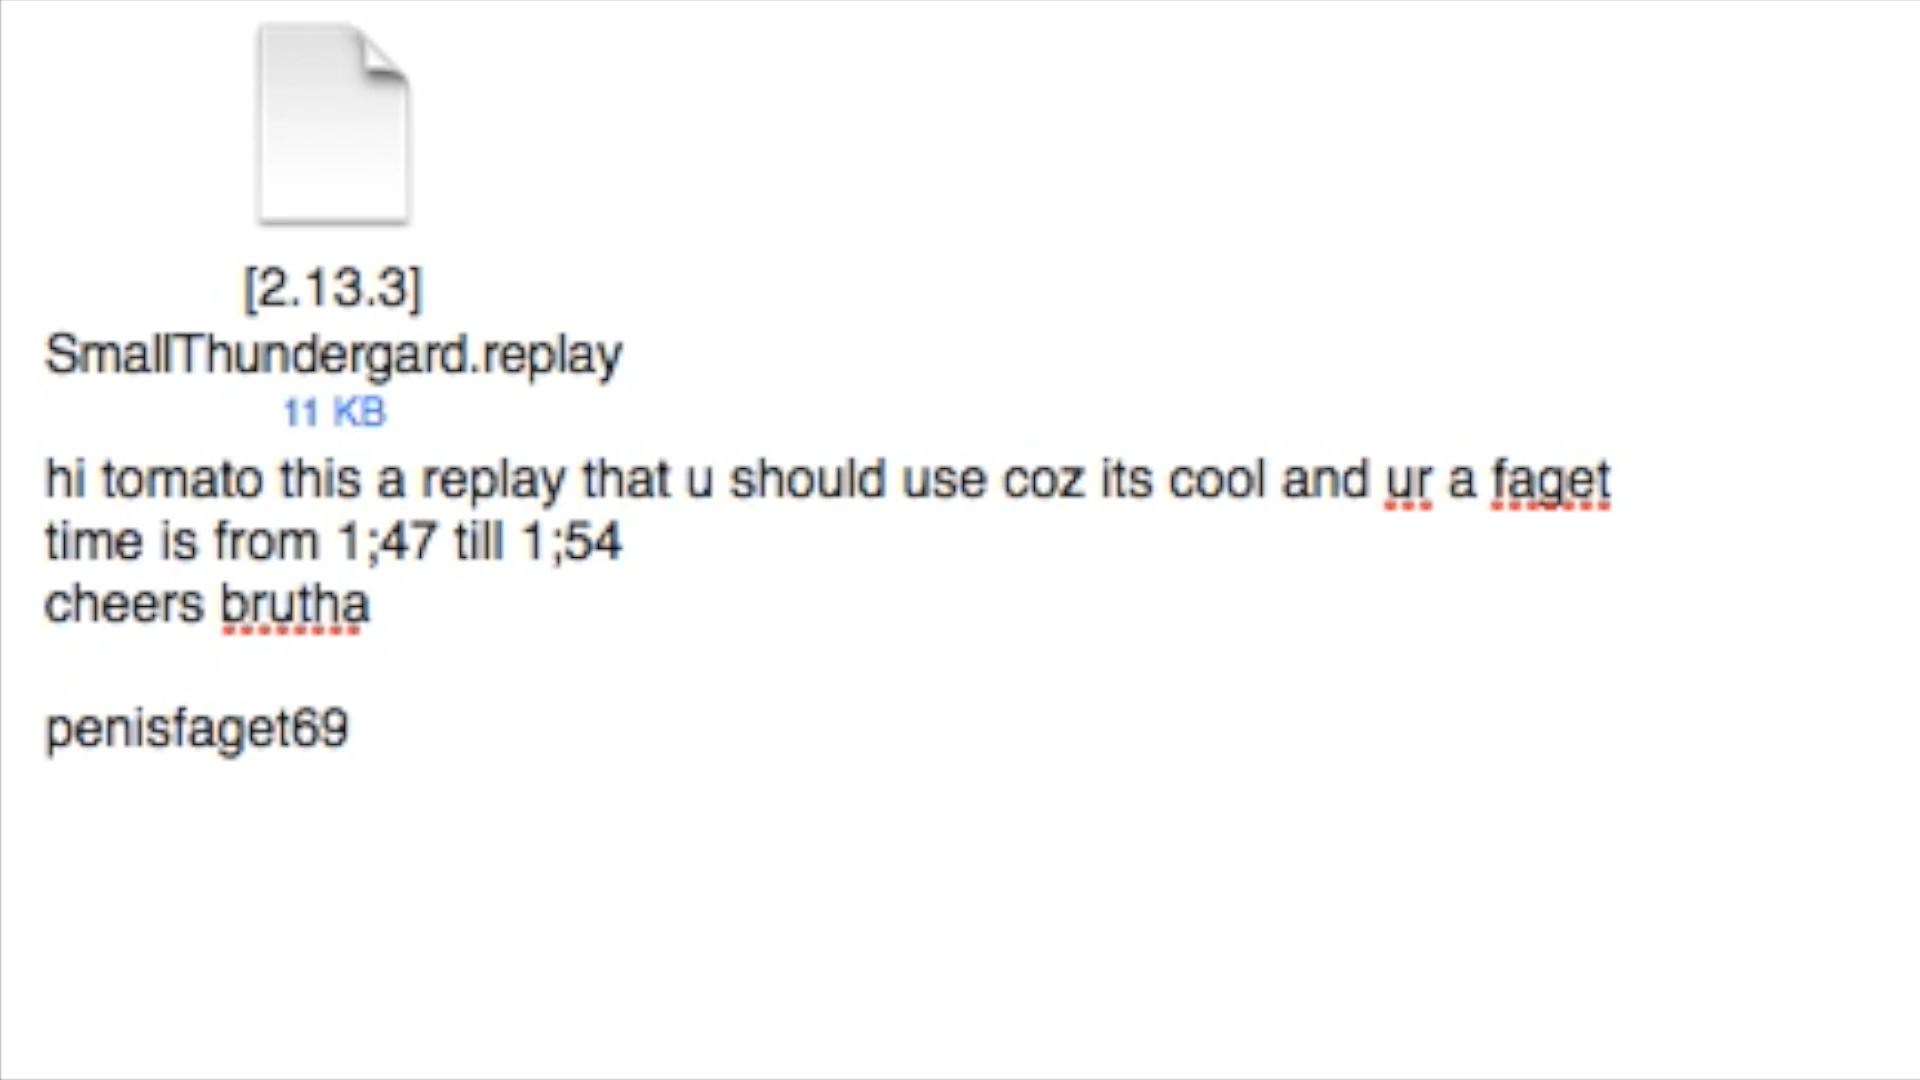 [2.13.3]
SmallThundergard.replay
11 KB
hi tomato this a replay that u should use coz its cool and ur a faget
time is from 1;47 till 1;54
cheers brutha
penisfaget69